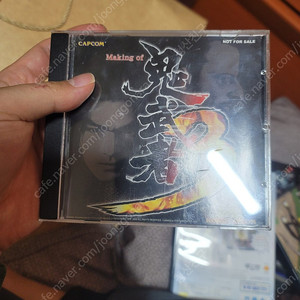 CAPCOM®
NOT FOR SALE
Making of
鬼武者3
cafe.naver.com/joonggonara